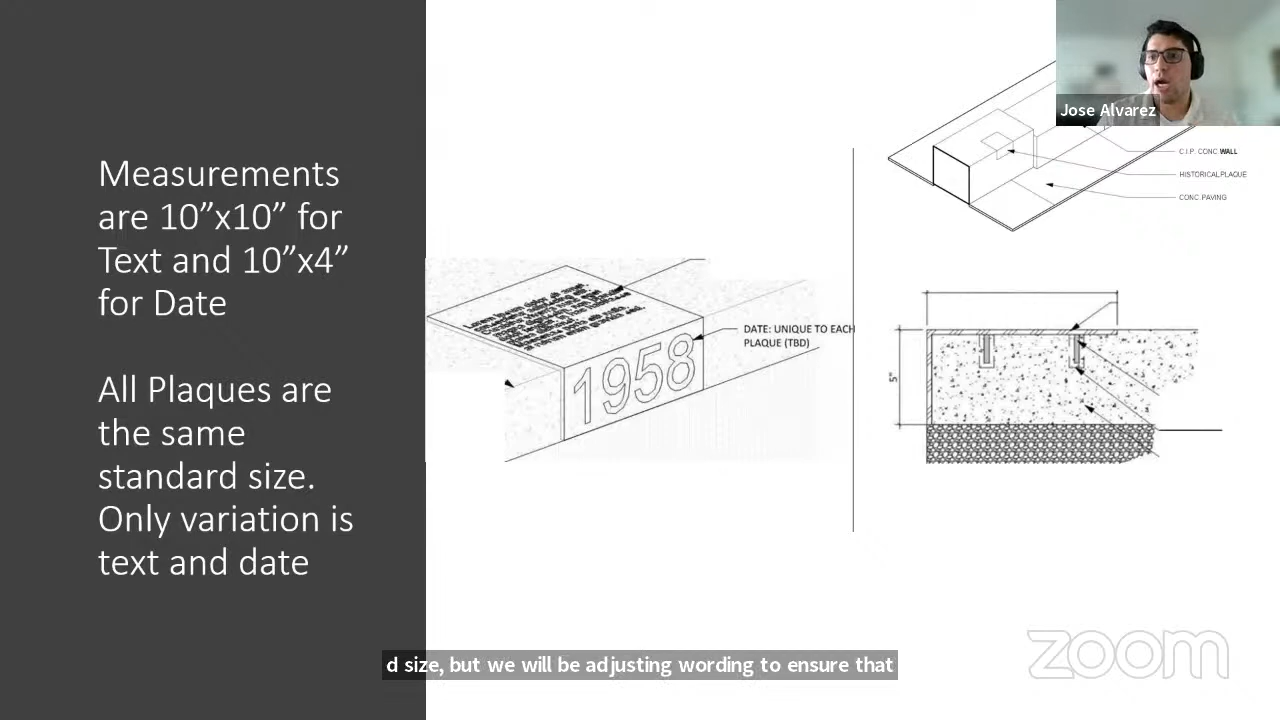 Measurements
are 10”x10” for
Text and 10”x4”
for Date
All Plaques are
the same
standard size.
Only variation is
text and date
1958
DATE: UNIQUE TO EACH
PLAQUE (TBD)
Jose Alvarez
C.I.P. CONC WALL
HISTORICAL PLAQUE
CONC. PAVING
5"
d size, but we will be adjusting wording to ensure that
zoom